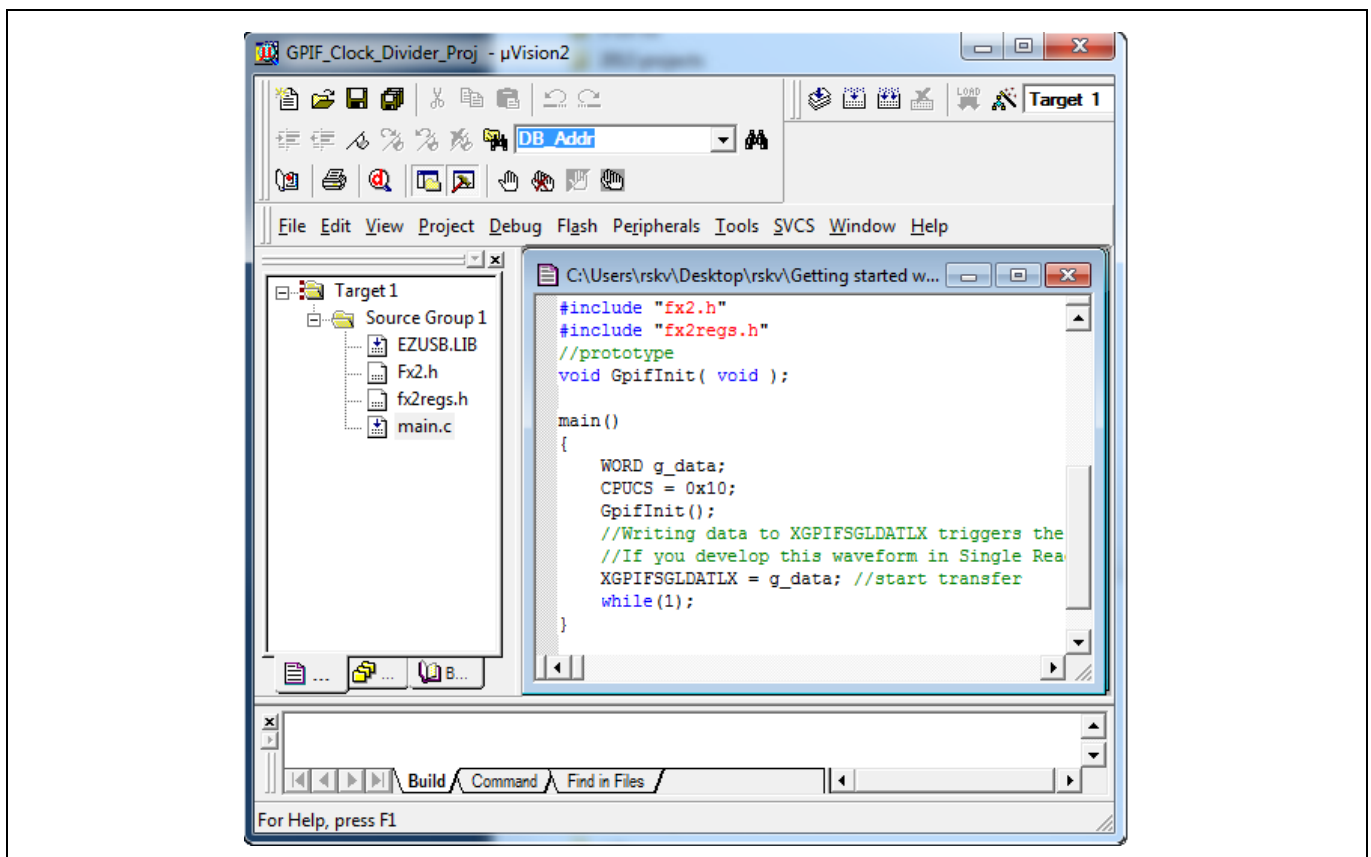 GPIF_Clock_Divider_Proj - µVision2
LOAD Target 1
DB_Addr
File Edit View Project Debug Flash Peripherals Tools SVCS Window Help
C:\Users\rskv\Desktop\rskv\Getting started w...
Target 1
Source Group 1
EZUSB.LIB
Fx2.h
fx2regs.h
main.c
#include "fx2.h"
#include "fx2regs.h"
//prototype
void GpifInit( void );
main()
{
WORD g_data;
CPUCS = 0x10;
GpifInit();
//Writing data to XGPIFSGLDATLX triggers the
//If you develop this waveform in Single Rea
XGPIFSGLDATLX = g_data; //start transfer
while(1);
}
... ... B...
Build Command Find in Files
For Help, press F1